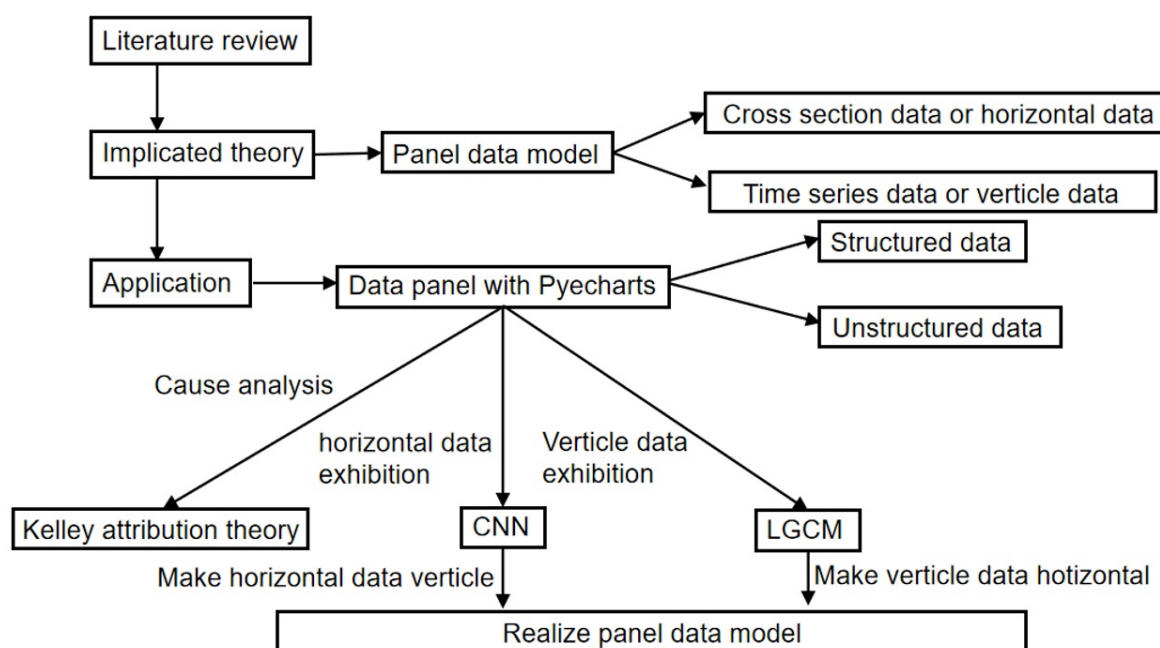 Literature review
Cross section data or horizontal data
Implicated theory
Panel data model
Time series data or verticle data
Structured data
Application
Data panel with Pyecharts
Unstructured data
Cause analysis
horizontal data
exhibition
Verticle data
exhibition
Kelley attribution theory
CNN
LGCM
Make horizontal data verticle
Make verticle data hotizontal
Realize panel data model